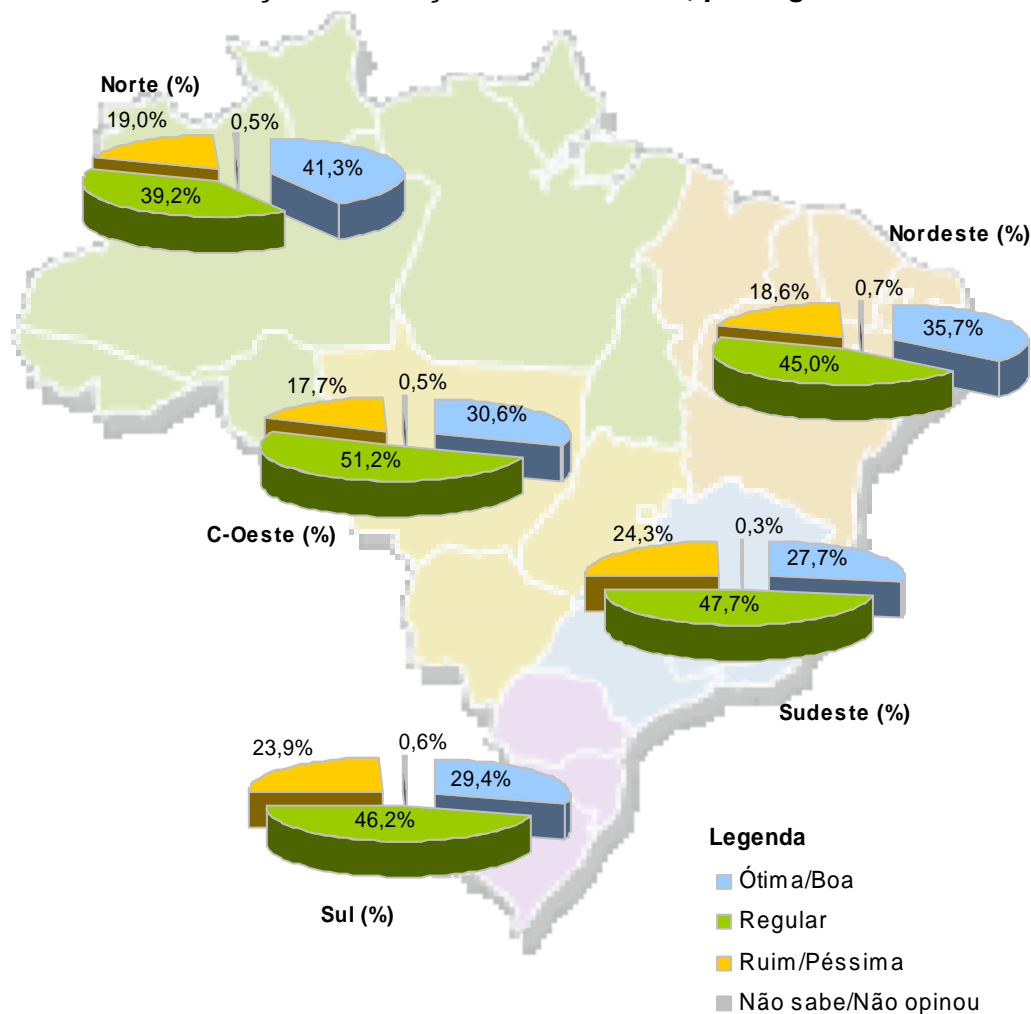 Norte (%)
19,0%
0,5%
41,3%
39,2%
Nordeste (%)
18,6%
0,7%
35,7%
45,0%
17,7%
0,5%
30,6%
51,2%
C-Oeste (%)
24,3%
0,3%
27,7%
47,7%
Sudeste (%)
23,9%
0,6%
29,4%
46,2%
Sul (%)
Legenda
Ótima/Boa
Regular
Ruim/Péssima
Não sabe/Não opinou